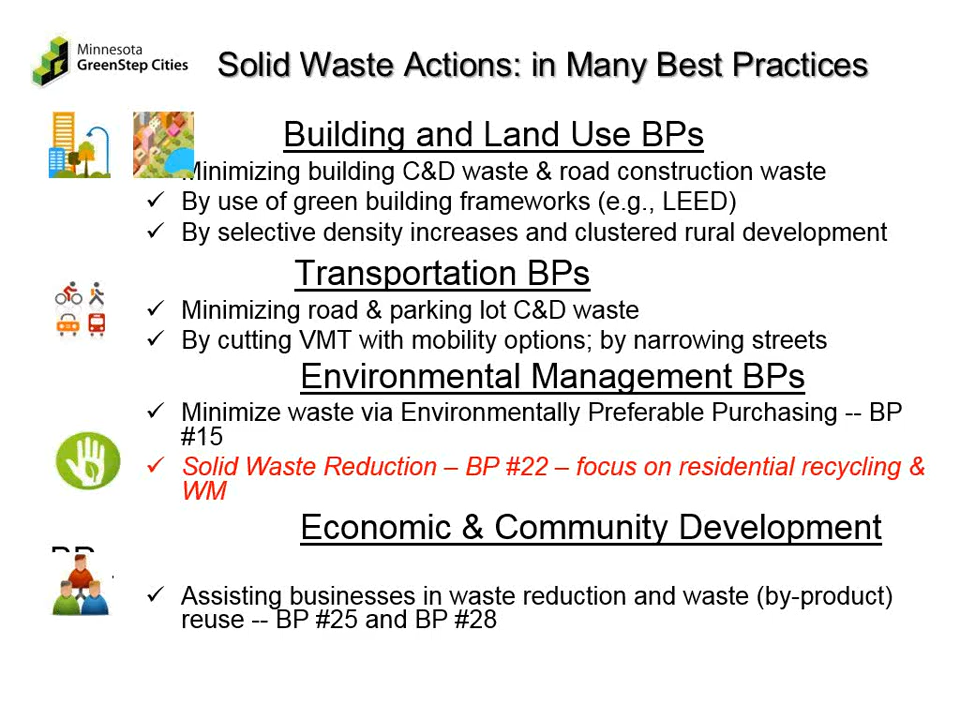 Minnesota
GreenStep Cities
Solid Waste Actions: in Many Best Practices
Building and Land Use BPs
Minimizing building C&D waste & road construction waste
✓ By use of green building frameworks (e.g., LEED)
✓ By selective density increases and clustered rural development
Transportation BPs
✓ Minimizing road & parking lot C&D waste
✓ By cutting VMT with mobility options; by narrowing streets
Environmental Management BPs
✓ Minimize waste via Environmentally Preferable Purchasing -- BP
#15
✓ Solid Waste Reduction – BP #22 – focus on residential recycling &
WM
Economic & Community Development
✓ Assisting businesses in waste reduction and waste (by-product)
reuse -- BP #25 and BP #28